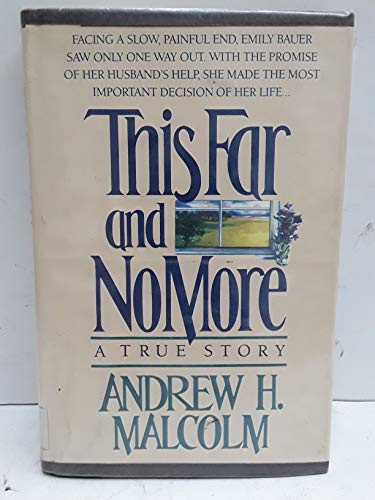 FACING A SLOW, PAINFUL END, EMILY BAUER
SAW ONLY ONE WAY OUT. WITH THE PROMISE
OF HER HUSBAND'S HELP, SHE MADE THE MOST
IMPORTANT DECISION OF HER LIFE...
This Far
and
No More
A TRUE STORY
ANDREW H.
MALCOLM